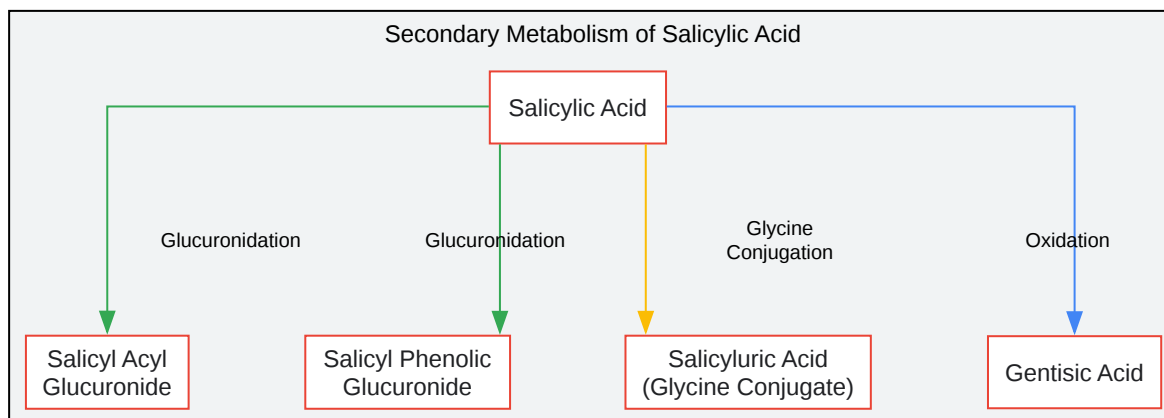 Secondary Metabolism of Salicylic Acid
Salicylic Acid
Glucuronidation
Glucuronidation
Glycine
Conjugation
Oxidation
Salicyl Acyl
Glucuronide
Salicyl Phenolic
Glucuronide
Salicyluric Acid
(Glycine Conjugate)
Gentisic Acid